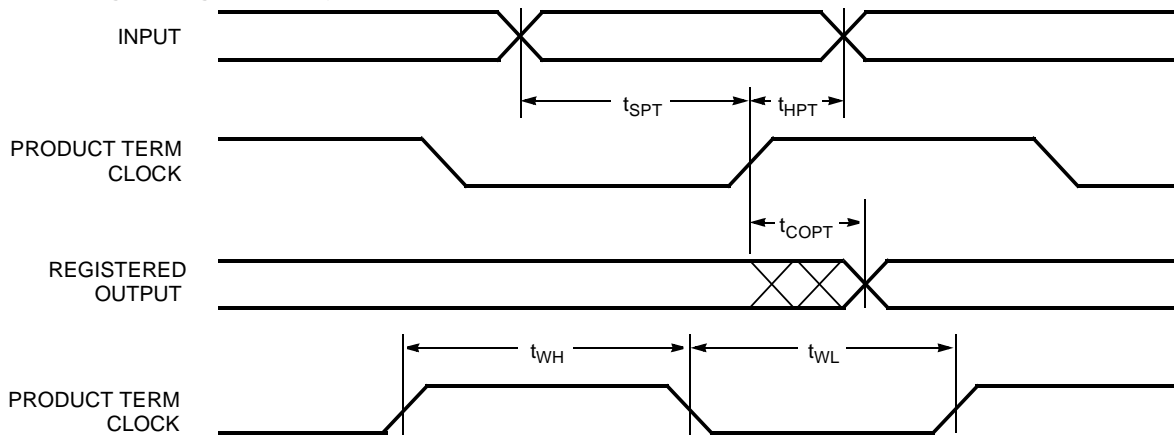 INPUT
tSPT
tHPT
PRODUCT TERM
CLOCK
tCOPT
REGISTERED
OUTPUT
tWH
tWL
PRODUCT TERM
CLOCK